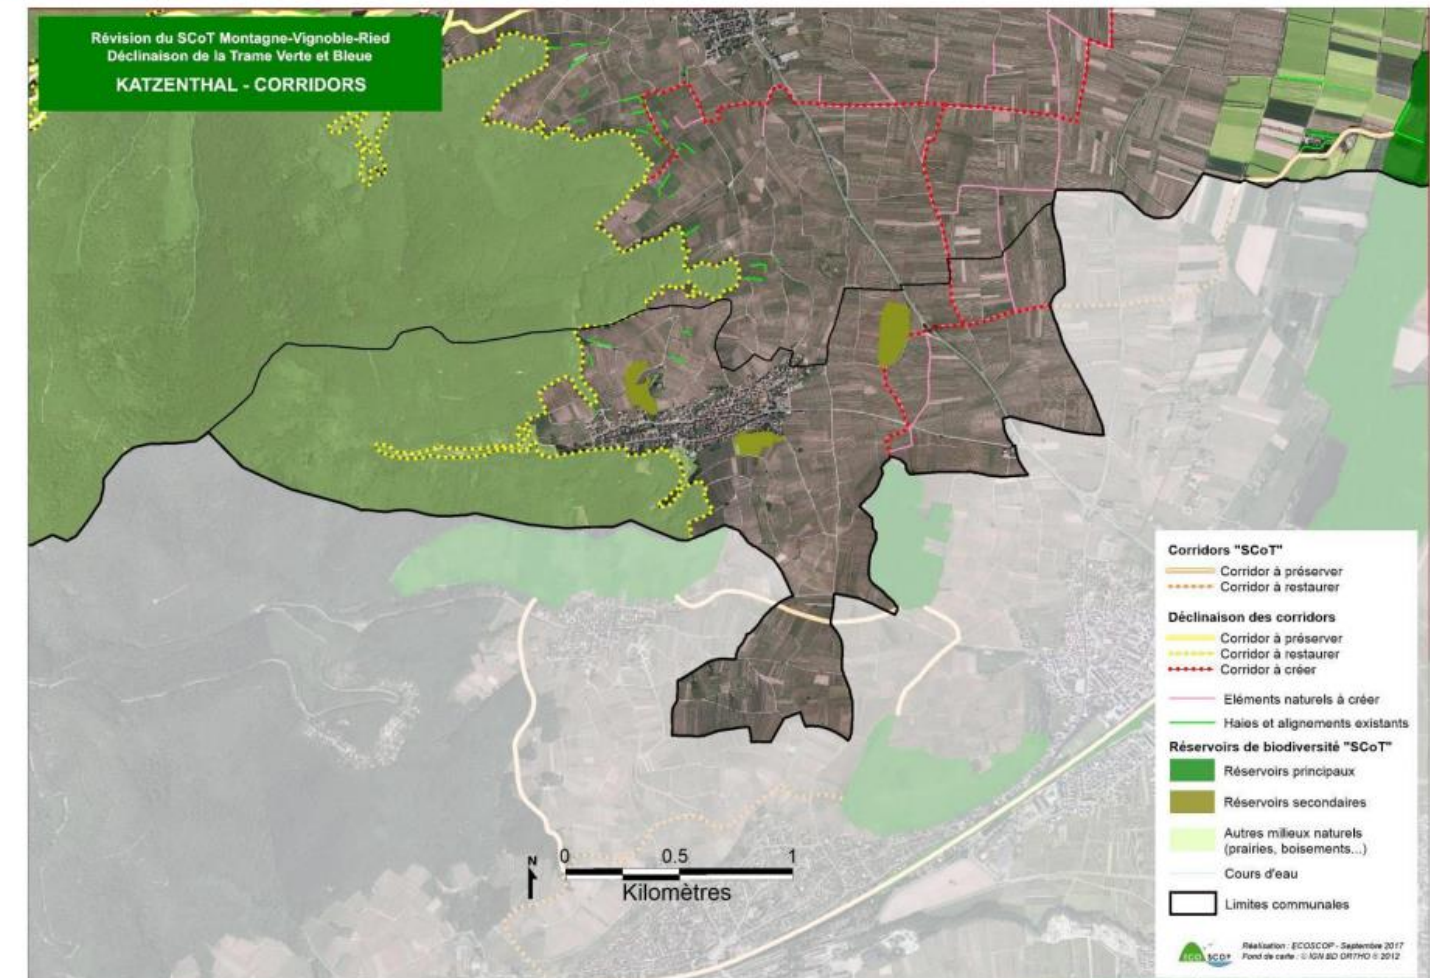 Révision du SCoT Montagne-Vignoble-Ried
Déclinaison de la Trame Verte et Bleue
KATZENTHAL - CORRIDORS
Corridors "SCoT"
Corridor à préserver
Corridor à restaurer
Déclinaison des corridors
Corridor à préserver
Corridor à restaurer
Corridor à créer
Eléments naturels à créer
Haies et alignements existants
Réservoirs de biodiversité "SCoT"
Réservoirs principaux
Réservoirs secondaires
Autres milieux naturels
(prairies, boisements...)
Cours d'eau
Limites communales
N
0 0.5 1
Kilomètres
ECO SCOP
Réalisation : ECOSCOP - Septembre 2017
Fond de carte : © IGN BD ORTHO ® 2012